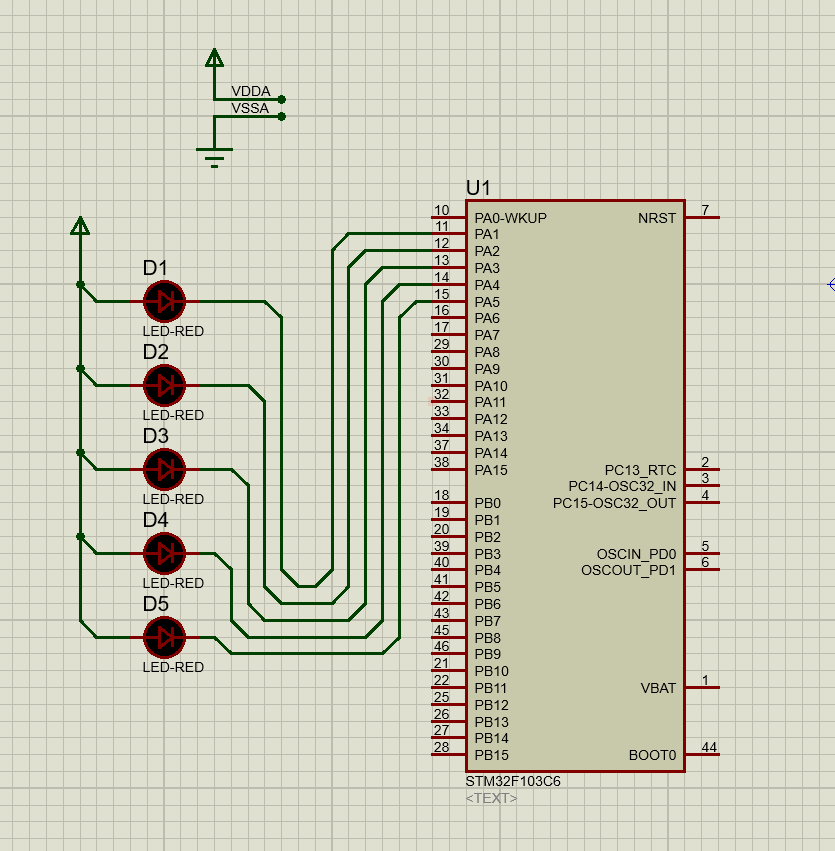 VDDA
VSSA
U1
10 PA0-WKUP NRST 7
11 PA1
12 PA2
13 PA3
14 PA4
15 PA5
16 PA6
17 PA7
29 PA8
30 PA9
31 PA10
32 PA11
33 PA12
34 PA13
37 PA14
38 PA15 PC13_RTC 2
PC14-OSC32_IN 3
18 PB0 PC15-OSC32_OUT 4
19 PB1
20 PB2
39 PB3 OSCIN_PD0 5
40 PB4 OSCOUT_PD1 6
41 PB5
42 PB6
43 PB7
45 PB8
46 PB9
21 PB10
22 PB11 VBAT 1
25 PB12
26 PB13
27 PB14
28 PB15 BOOT0 44
STM32F103C6
<TEXT>
D1
LED-RED
D2
LED-RED
D3
LED-RED
D4
LED-RED
D5
LED-RED